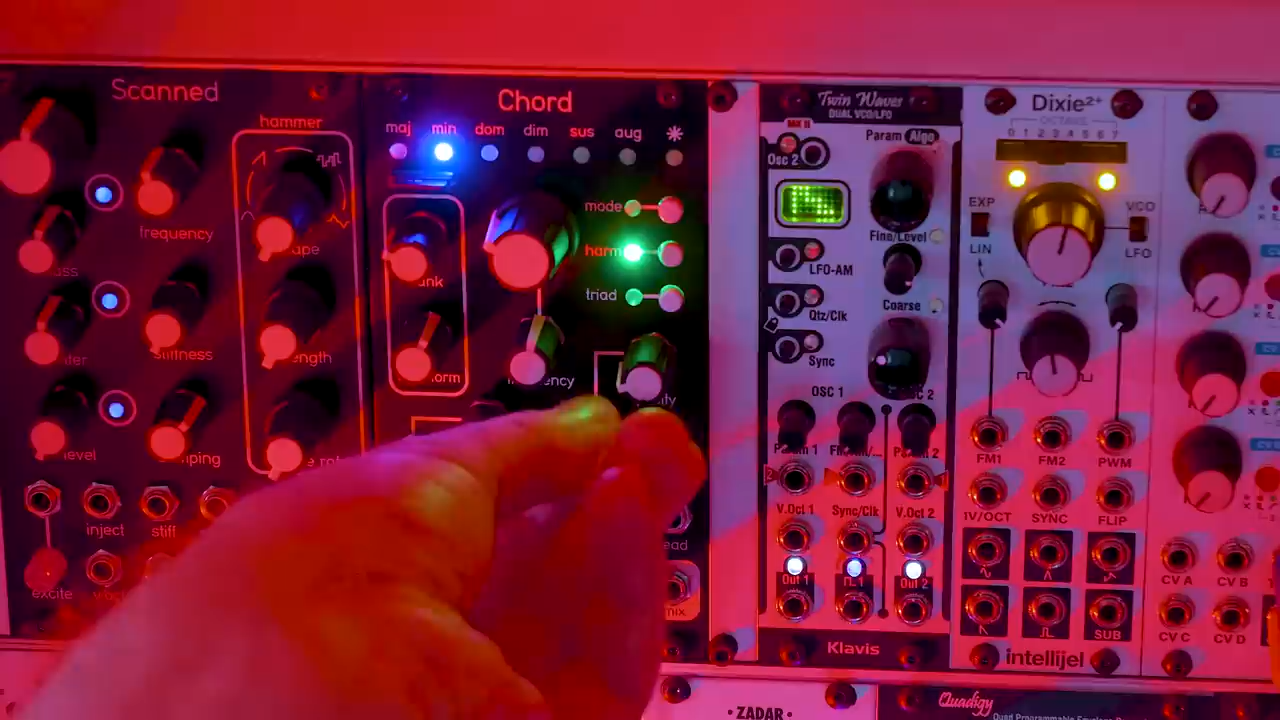 Scanned
hammer
frequency
level
inject
stiff
excite
Chord
maj min dom dim sus aug
mode
harm
triad
Twin Waves
DUAL VCO/LFO
MK II
Param Algo
Osc 2
Fine/Level
LFO-AM
Coarse
Qtz/Clk
Sync
OSC 1
Param 1
Param 2
V.Oct 1 Sync/Clk V.Oct 2
Out 1
Out 2
Klavis
Dixie2+
OCTAVE
0 1 2 3 4 5 6 7
EXP
LIN
VCO
LFO
FM1 FM2 PWM
1V/OCT SYNC FLIP
SUB
intellijel
CV A CV B
CV C CV D
mix
• ZADAR •
Quadigy